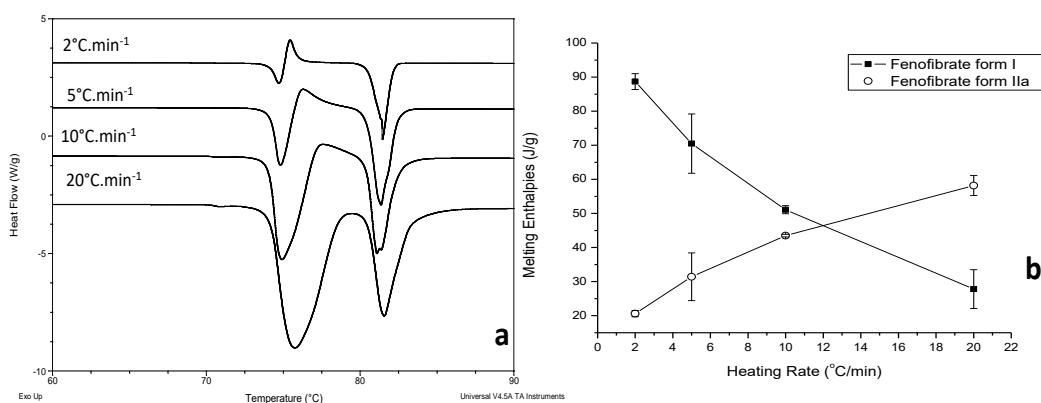 5
2°C.min-1
5°C.min-1
0
10°C.min-1
20°C.min-1
-5
-10
60
70
80
90
Heat Flow (W/g)
Exo Up
Temperature (°C)
Universal V4.5A TA Instruments
a
100
90
80
70
60
50
40
30
20
Melting Enthalpies (J/g)
Fenofibrate form I
Fenofibrate form IIa
b
0 2 4 6 8 10 12 14 16 18 20 22
Heating Rate (°C/min)